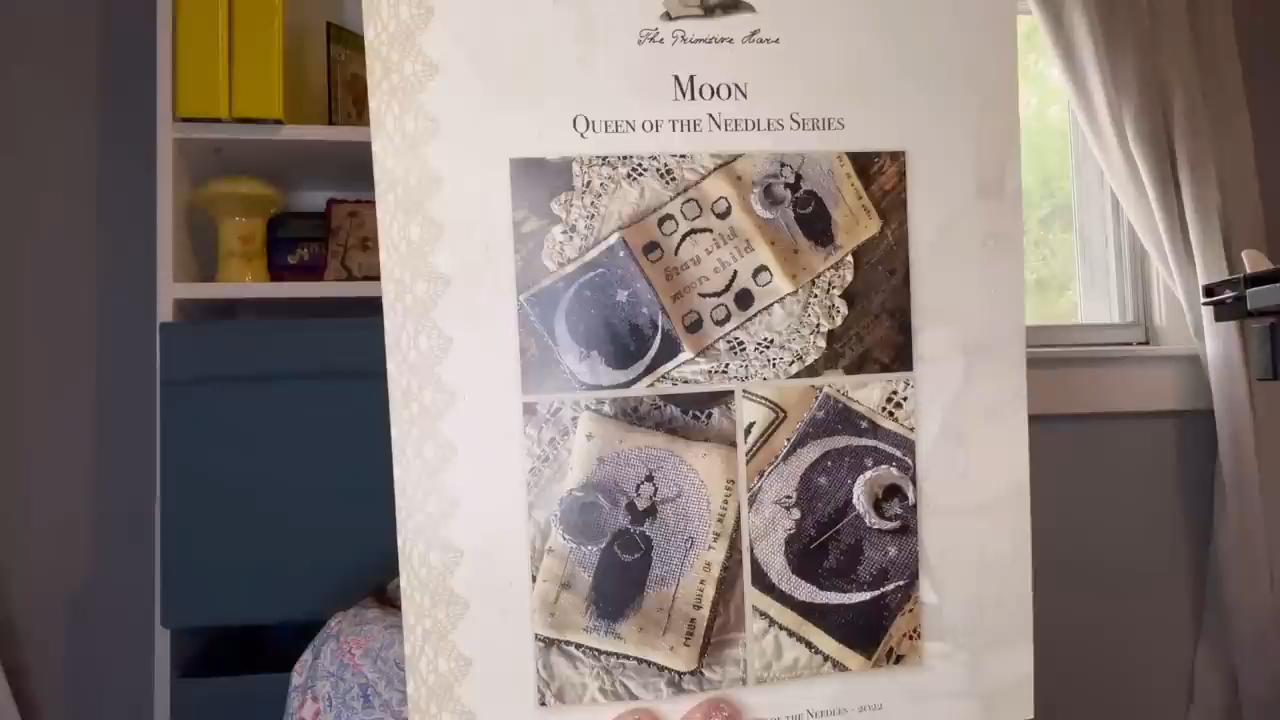 The Primitive Hare
Moon
Queen of the Needles Series
Stay wild
moon child
MOON QUEEN OF THE NEEDLES
of the Needles - 2022